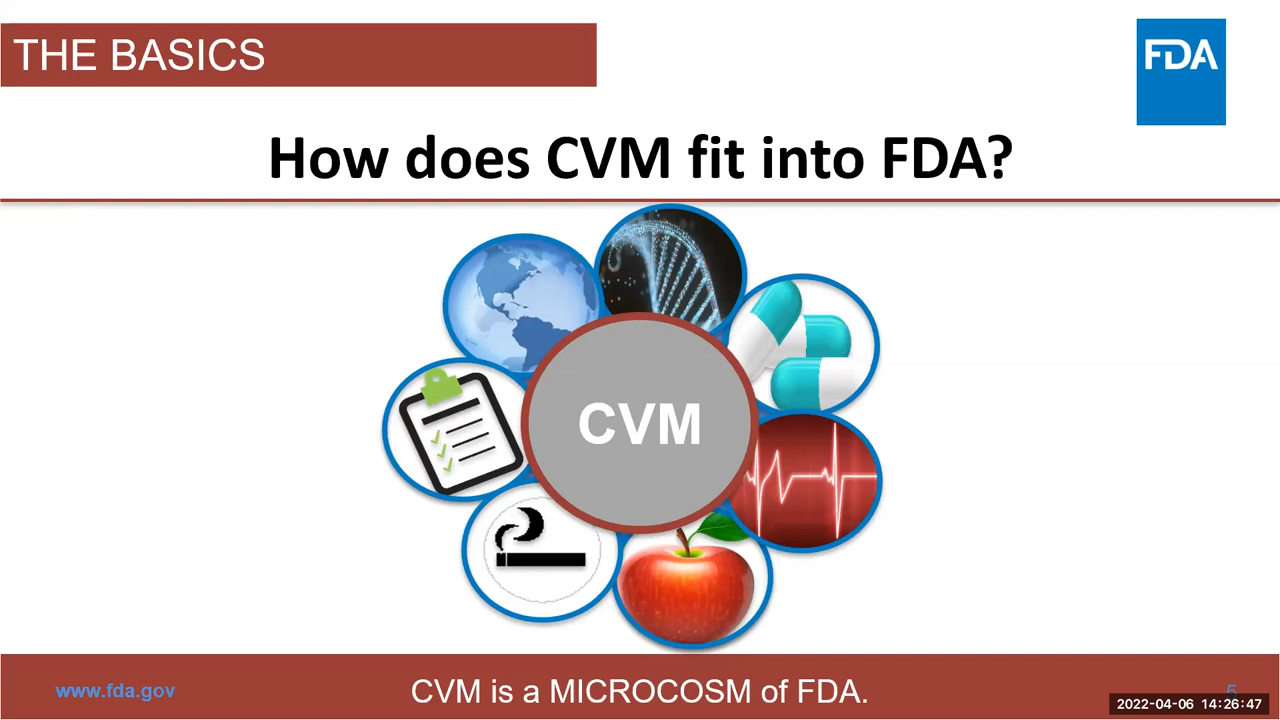 THE BASICS
FDA
How does CVM fit into FDA?
CVM
www.fda.gov
CVM is a MICROCOSM of FDA.
5
2022-04-06 14:26:47